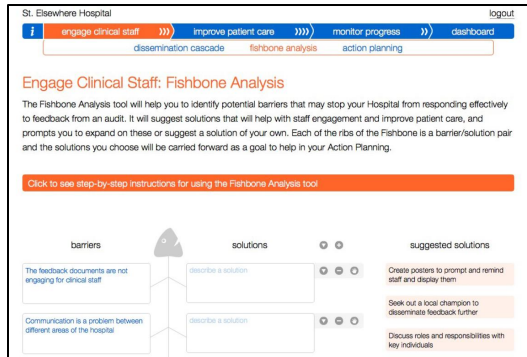 St. Elsewhere Hospital
logout
i engage clinical staff improve patient care monitor progress dashboard
dissemination cascade fishbone analysis action planning
Engage Clinical Staff: Fishbone Analysis
The Fishbone Analysis tool will help you to identify potential barriers that may stop your Hospital from responding effectively
to feedback from an audit. It will suggest solutions that will help with staff engagement and improve patient care, and
prompts you to expand on these or suggest a solution of your own. Each of the ribs of the Fishbone is a barrier/solution pair
and the solutions you choose will be carried forward as a goal to help in your Action Planning.
Click to see step-by-step instructions for using the Fishbone Analysis tool
barriers solutions suggested solutions
The feedback documents are not
engaging for clinical staff
describe a solution
Create posters to prompt and remind
staff and display them
Seek out a local champion to
disseminate feedback further
Communication is a problem between
different areas of the hospital
describe a solution
Discuss roles and responsibilities with
key individuals